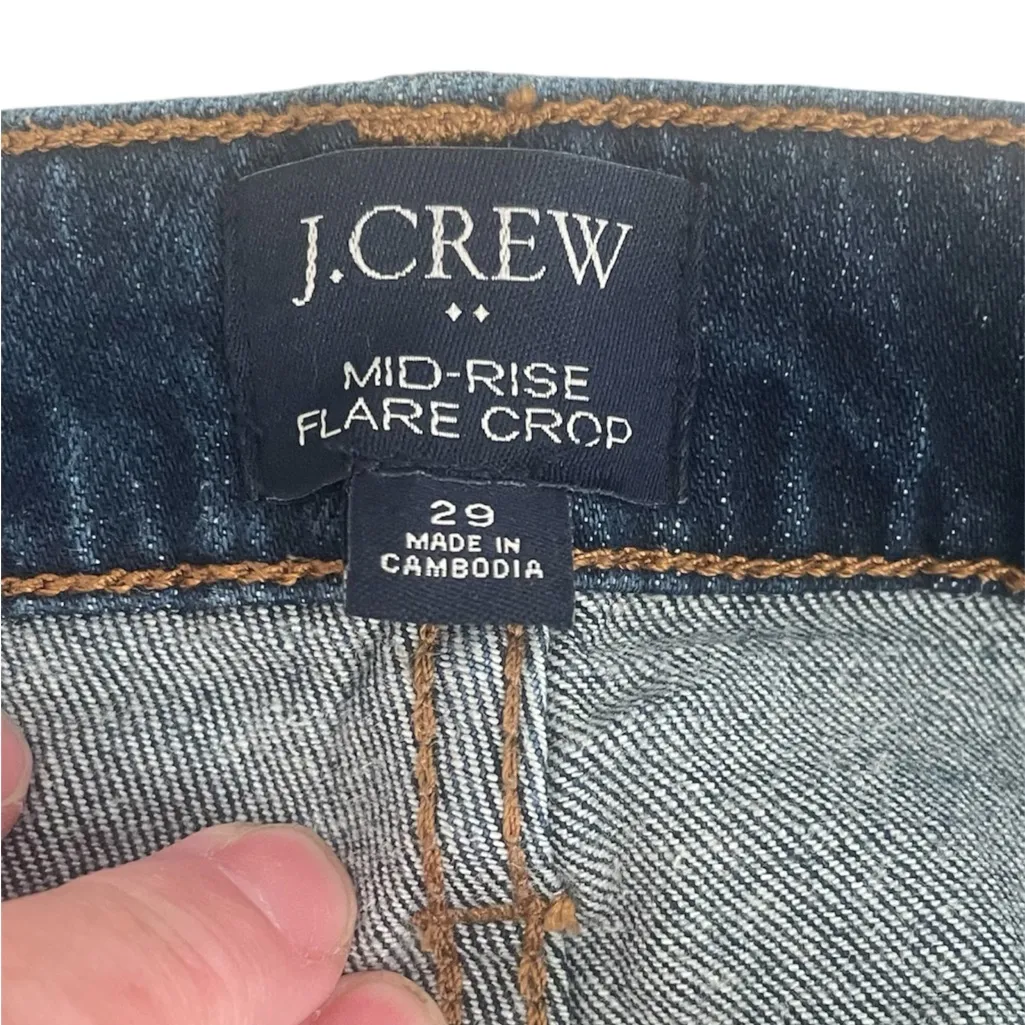 J.CREW
MID-RISE
FLARE CROP
29
MADE IN
CAMBODIA